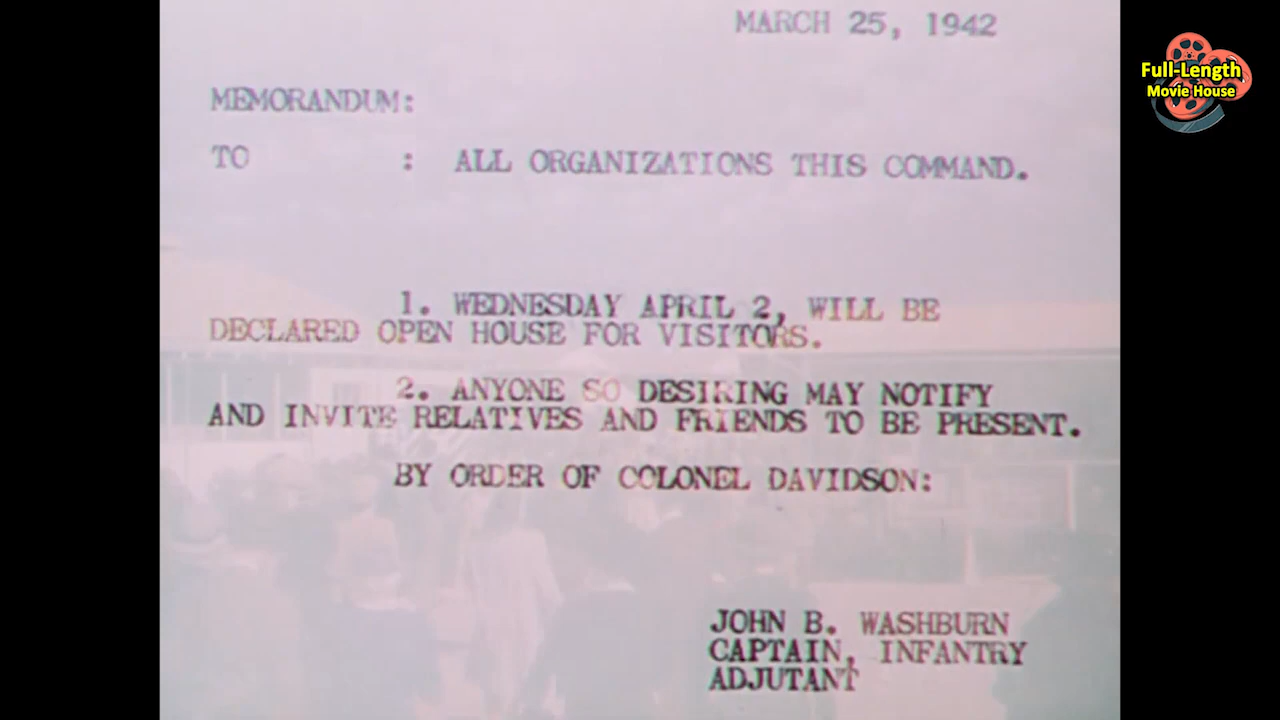 MARCH 25, 1942
Full-Length
Movie House
MEMORANDUM:
TO : ALL ORGANIZATIONS THIS COMMAND.
1. WEDNESDAY APRIL 2, WILL BE
DECLARED OPEN HOUSE FOR VISITORS.
2. ANYONE SO DESIRING MAY NOTIFY
AND INVITE RELATIVES AND FRIENDS TO BE PRESENT.
BY ORDER OF COLONEL DAVIDSON:
JOHN B. WASHBURN
CAPTAIN, INFANTRY
ADJUTANT